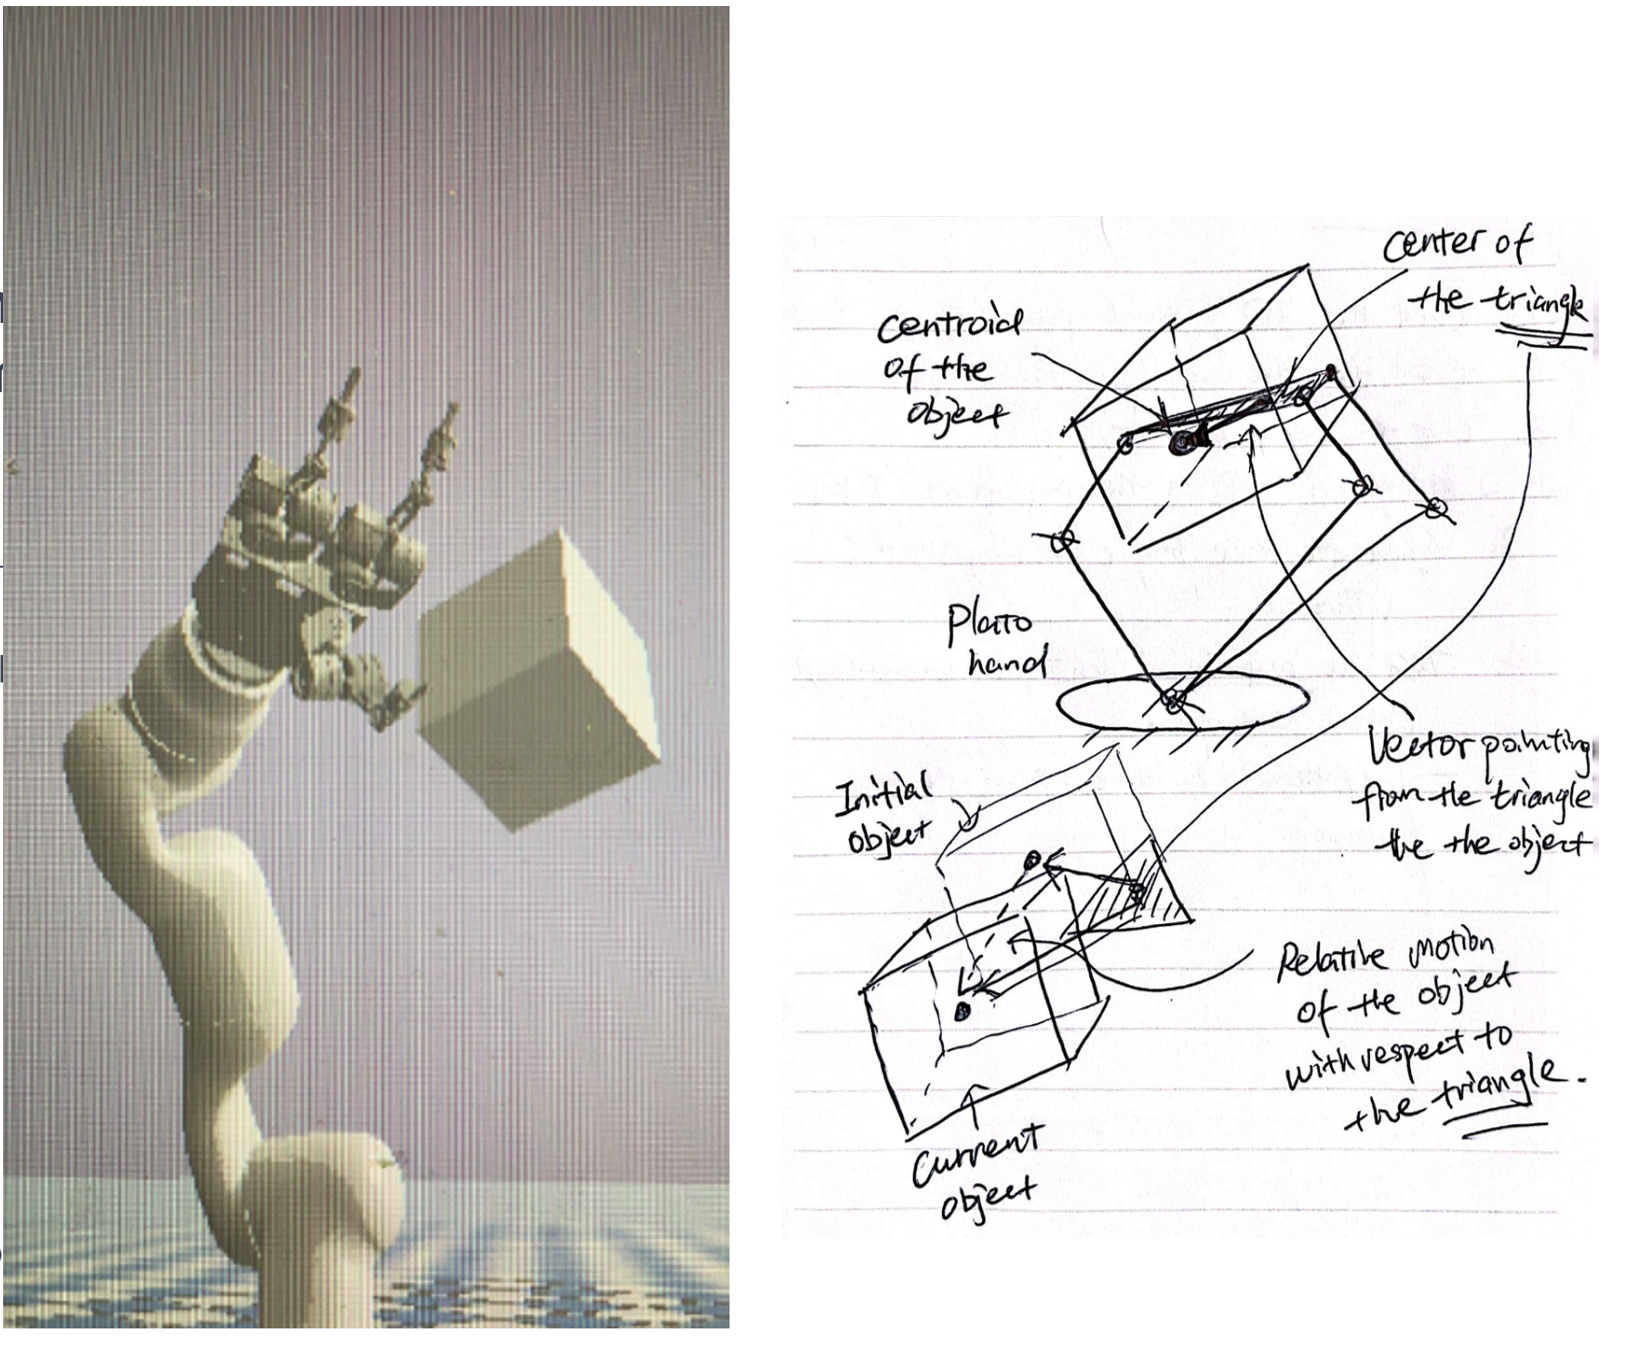 center of
the triangle
centroid
of the
object
Plato
hand
Vector pointing
from the triangle
the the object
Initial
object
Relative motion
of the object
with respect to
the triangle.
Current
object